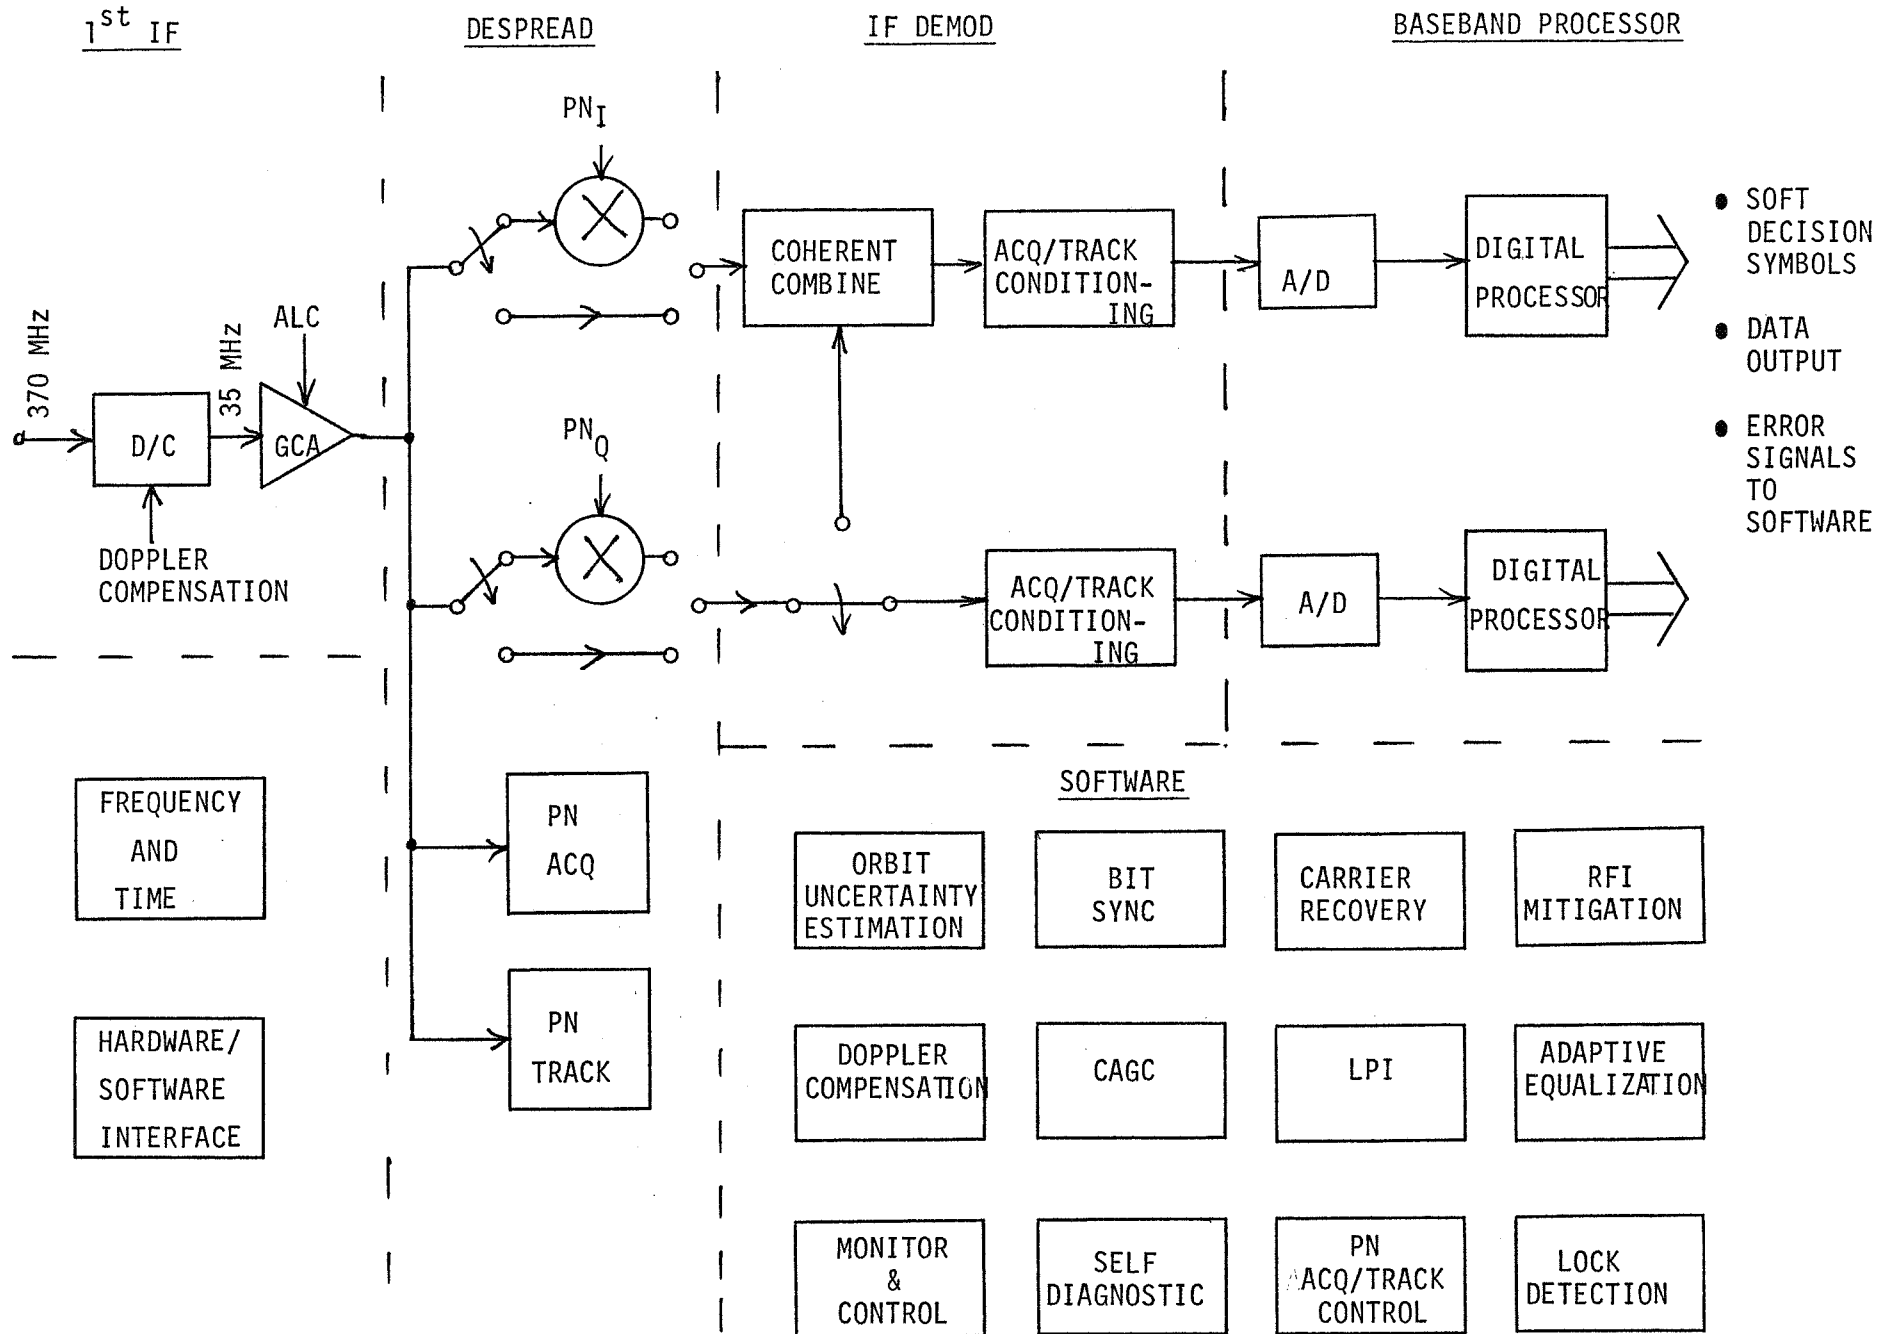 1st IF
DESPREAD
IF DEMOD
BASEBAND PROCESSOR
370 MHz
D/C
DOPPLER
COMPENSATION
35 MHz
ALC
GCA
PNI
PNQ
COHERENT
COMBINE
ACQ/TRACK
CONDITION-
ING
A/D
DIGITAL
PROCESSOR
ACQ/TRACK
CONDITION-
ING
A/D
DIGITAL
PROCESSOR
• SOFT
DECISION
SYMBOLS
• DATA
OUTPUT
• ERROR
SIGNALS
TO
SOFTWARE
FREQUENCY
AND
TIME
HARDWARE/
SOFTWARE
INTERFACE
PN
ACQ
PN
TRACK
SOFTWARE
ORBIT
UNCERTAINTY
ESTIMATION
BIT
SYNC
CARRIER
RECOVERY
RFI
MITIGATION
DOPPLER
COMPENSATION
CAGC
LPI
ADAPTIVE
EQUALIZATION
MONITOR
&
CONTROL
SELF
DIAGNOSTIC
PN
ACQ/TRACK
CONTROL
LOCK
DETECTION